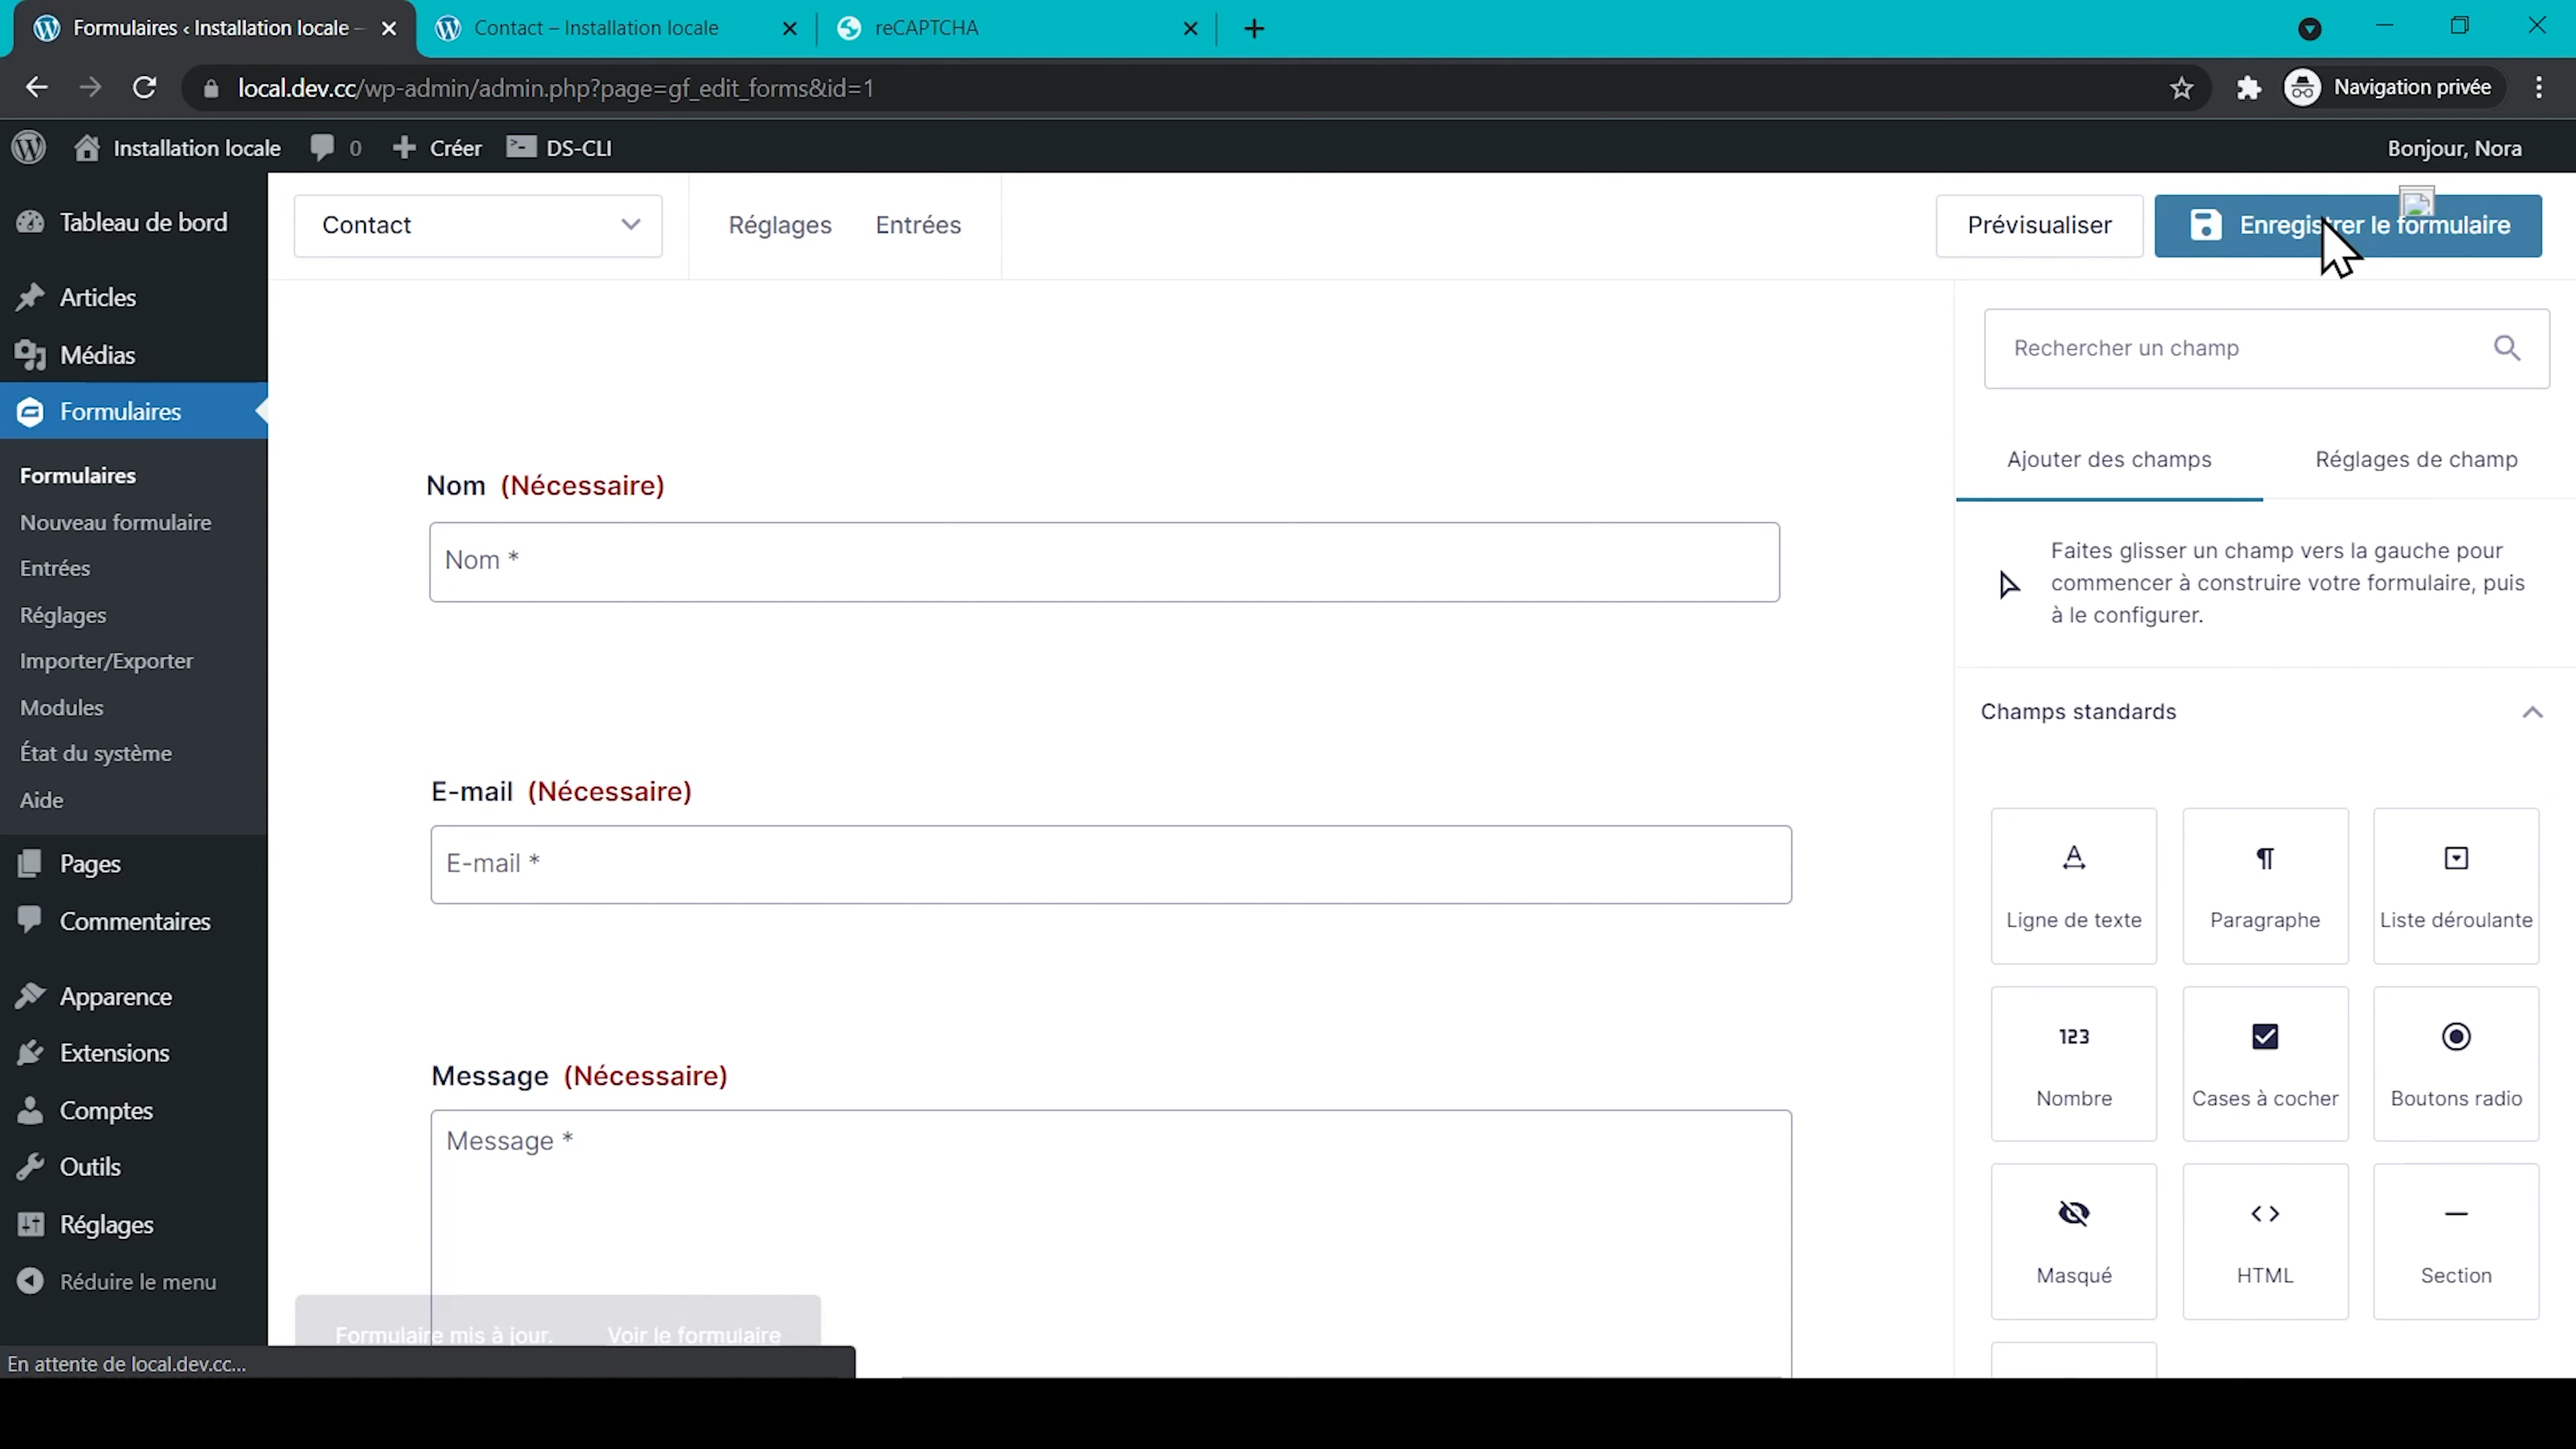 Formulaires ‹ Installation locale –
Contact – Installation locale
reCAPTCHA
local.dev.cc/wp-admin/admin.php?page=gf_edit_forms&id=1
Navigation privée
Installation locale
0
Créer
DS-CLI
Bonjour, Nora
Tableau de bord
Articles
Médias
Formulaires
Formulaires
Nouveau formulaire
Entrées
Réglages
Importer/Exporter
Modules
État du système
Aide
Pages
Commentaires
Apparence
Extensions
Comptes
Outils
Réglages
Réduire le menu
Contact
Réglages
Entrées
Prévisualiser
Enregistrer le formulaire
Nom (Nécessaire)
Nom *
E-mail (Nécessaire)
E-mail *
Message (Nécessaire)
Message *
Formulaire mis à jour. Voir le formulaire
En attente de local.dev.cc...
Rechercher un champ
Ajouter des champs
Réglages de champ
Faites glisser un champ vers la gauche pour
commencer à construire votre formulaire, puis
à le configurer.
Champs standards
Ligne de texte
Paragraphe
Liste déroulante
123
Nombre
Cases à cocher
Boutons radio
Masqué
HTML
Section